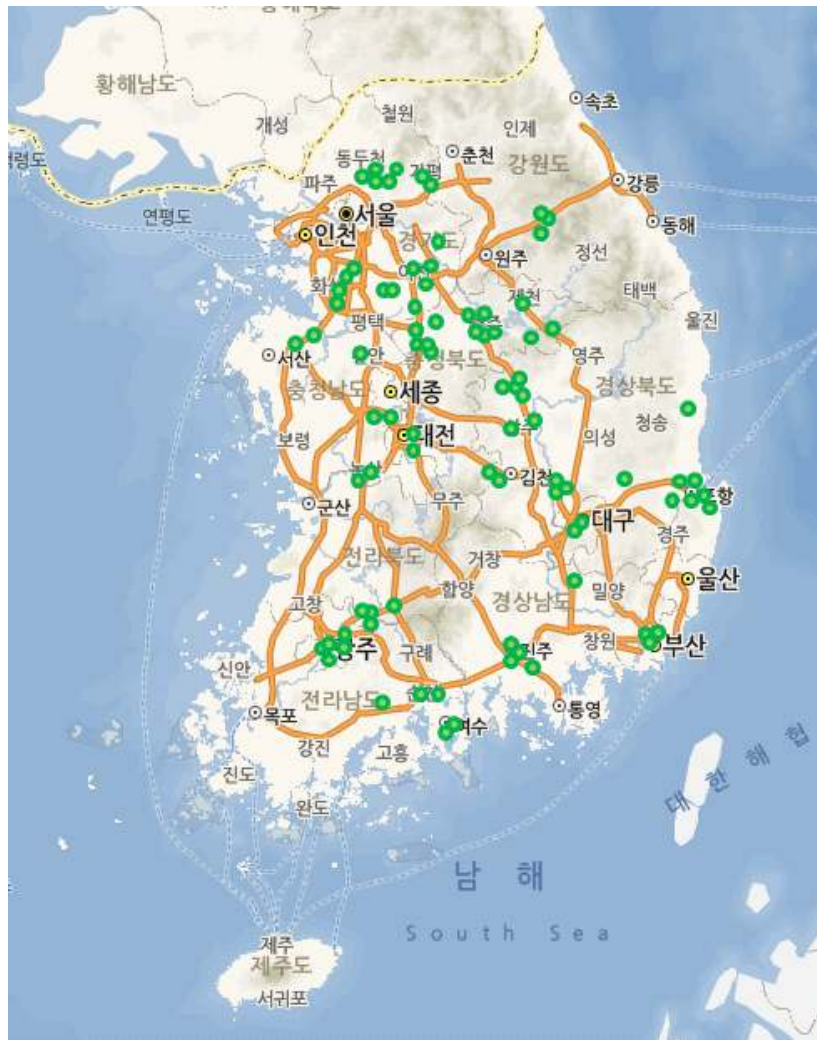 황해남도
철원
속초
개성
인제
동두천
춘천
강원도
파주
강릉
연평도
서울
인천
동해
경기도
원주
정선
제천
태백
평택
울진
서산
영주
충청북도
충청남도
세종
경상북도
청송
보령
대전
의성
김천
무주
군산
대구
경주
전라북도
거창
함양
울산
고창
경상남도
밀양
광주
구례
창원
부산
신안
진주
전라남도
목포
통영
여수
강진
고흥
진도
완도
대한해협
남해
South Sea
제주
제주도
서귀포